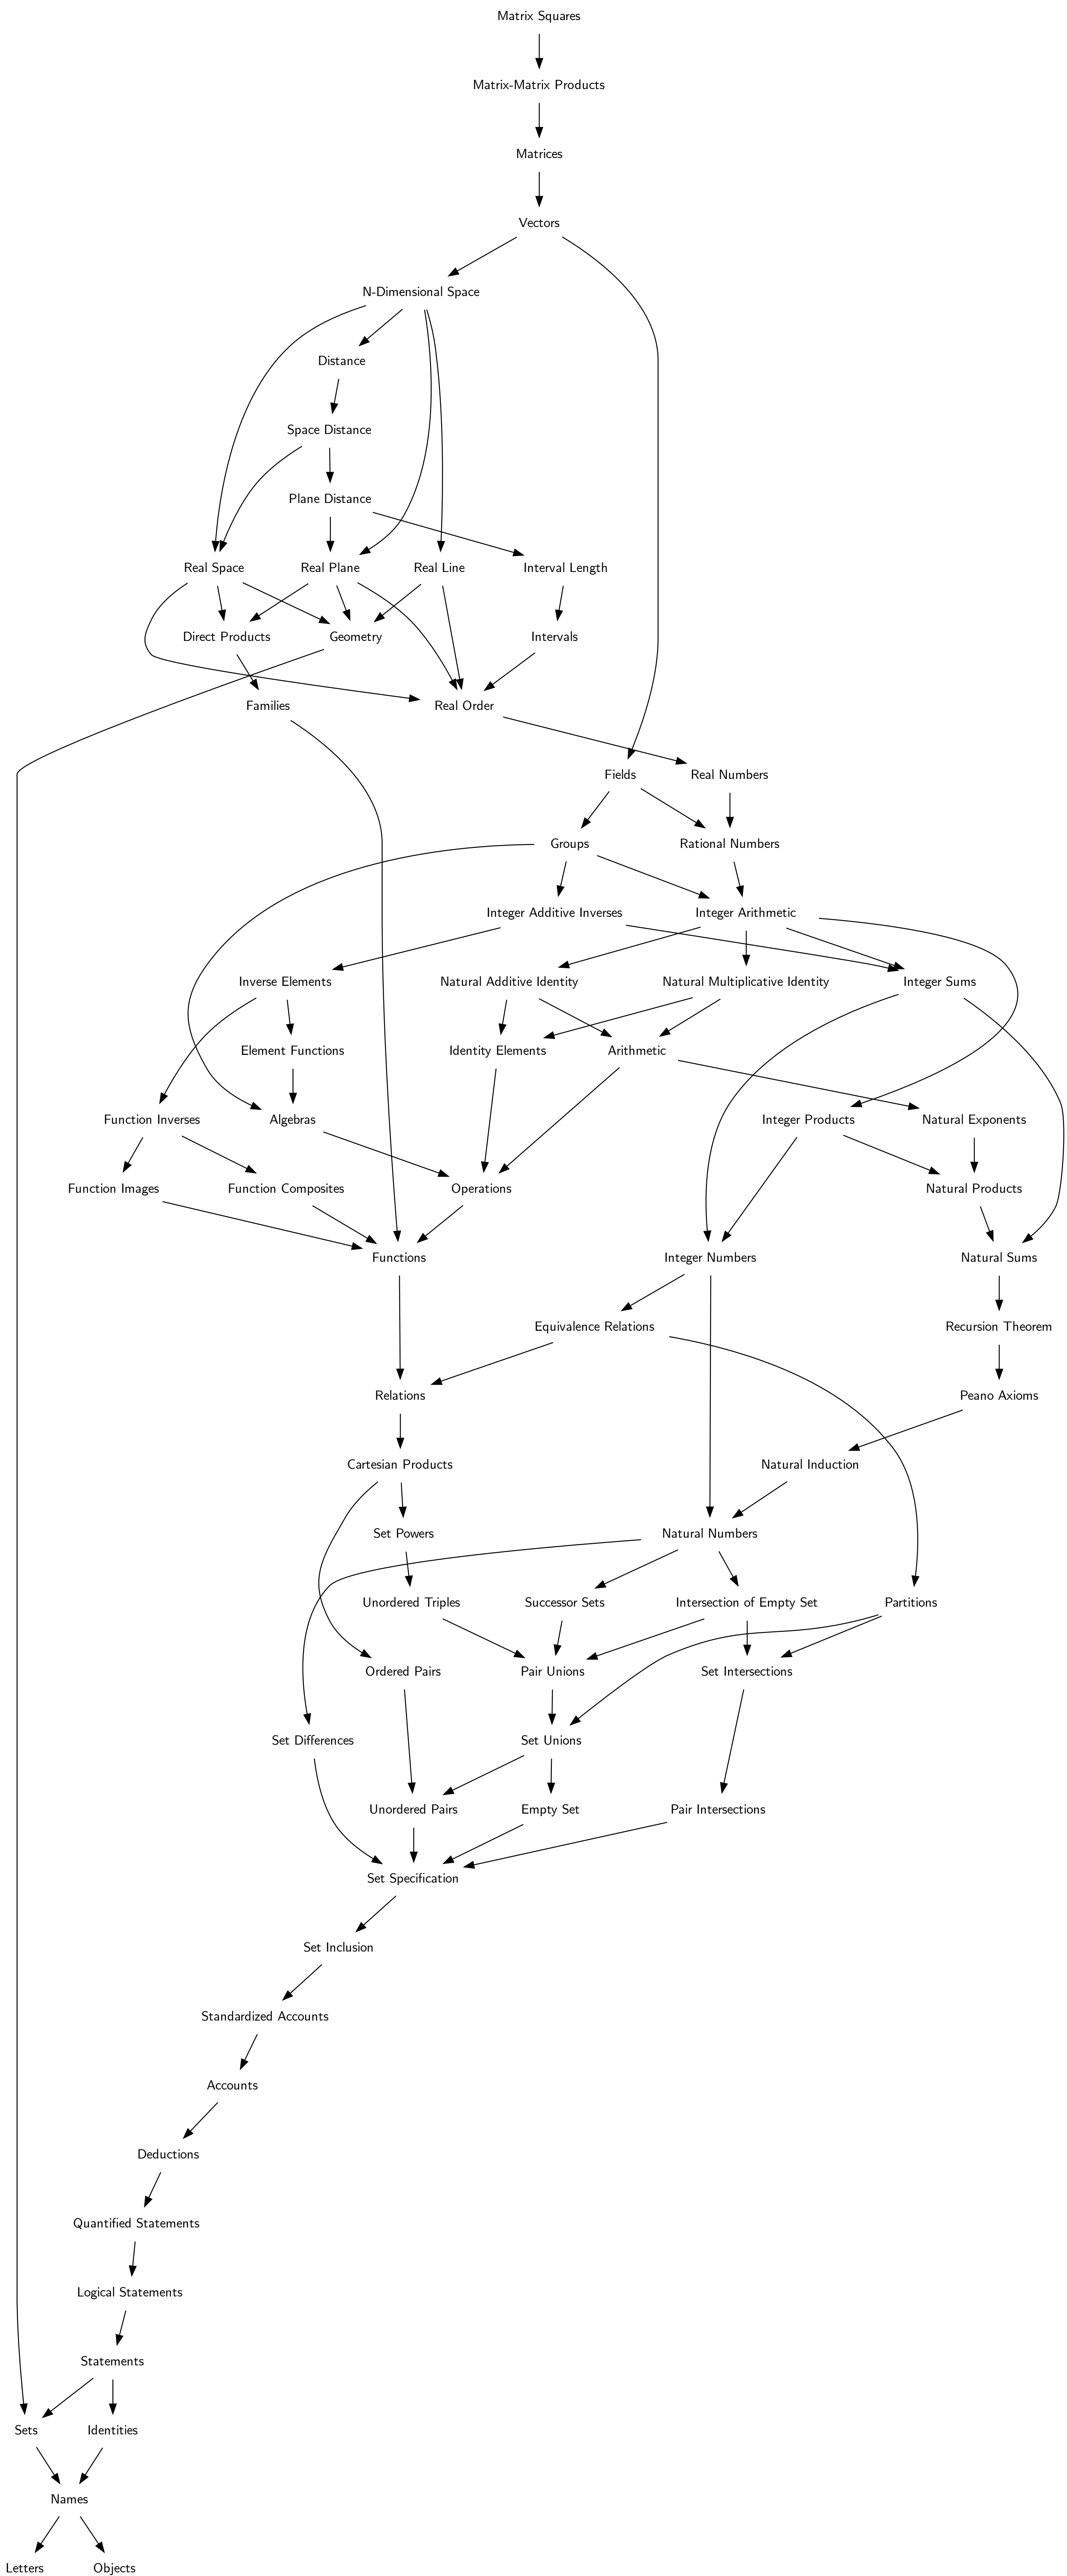 Matrix Squares
Matrix-Matrix Products
Matrices
Vectors
N-Dimensional Space
Distance
Space Distance
Plane Distance
Real Space
Real Plane
Real Line
Interval Length
Direct Products
Geometry
Intervals
Families
Real Order
Fields
Real Numbers
Groups
Rational Numbers
Integer Additive Inverses
Integer Arithmetic
Inverse Elements
Natural Additive Identity
Natural Multiplicative Identity
Integer Sums
Element Functions
Identity Elements
Arithmetic
Function Inverses
Algebras
Integer Products
Natural Exponents
Function Images
Function Composites
Operations
Natural Products
Functions
Integer Numbers
Natural Sums
Equivalence Relations
Recursion Theorem
Relations
Peano Axioms
Cartesian Products
Natural Induction
Set Powers
Natural Numbers
Unordered Triples
Successor Sets
Intersection of Empty Set
Partitions
Ordered Pairs
Pair Unions
Set Intersections
Set Differences
Set Unions
Unordered Pairs
Empty Set
Pair Intersections
Set Specification
Set Inclusion
Standardized Accounts
Accounts
Deductions
Quantified Statements
Logical Statements
Statements
Sets
Identities
Names
Letters
Objects